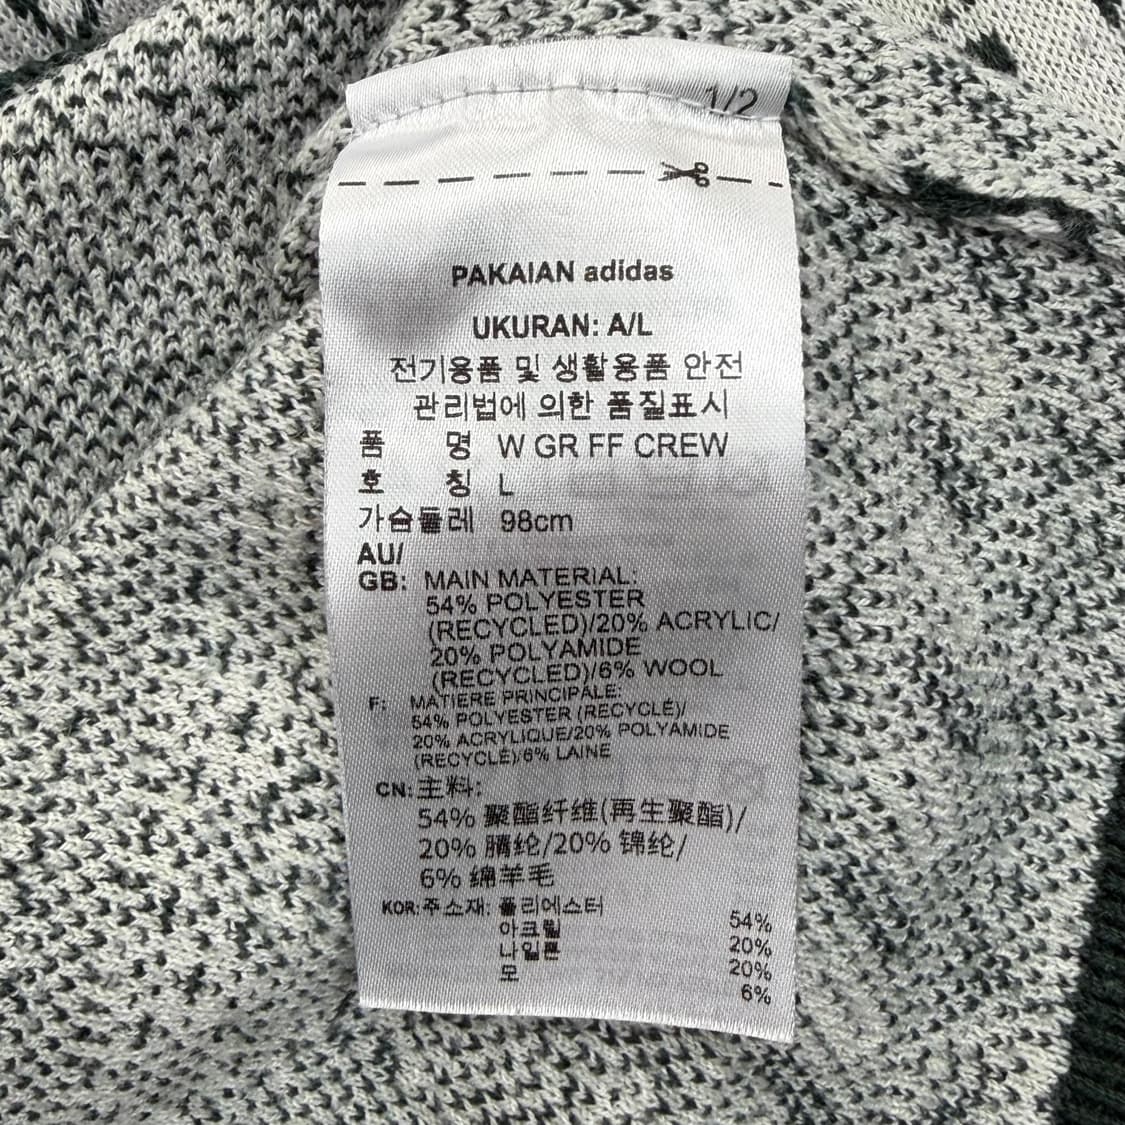 1/2
PAKAIAN adidas
UKURAN: A/L
전기용품 및 생활용품 안전
관리법에 의한 품질표시
품 명 W GR FF CREW
호 칭 L
가슴둘레 98cm
AU/
GB: MAIN MATERIAL:
54% POLYESTER
(RECYCLED)/20% ACRYLIC/
20% POLYAMIDE
(RECYCLED)/6% WOOL
F: MATIERE PRINCIPALE:
54% POLYESTER (RECYCLÉ)/
20% ACRYLIQUE/20% POLYAMIDE
(RECYCLÉ)/6% LAINE
CN: 主料:
54% 聚酯纤维(再生聚酯)/
20% 腈纶/20% 锦纶/
6% 绵羊毛
KOR: 주소재: 폴리에스터 54%
아크릴 20%
나일론 20%
모 6%